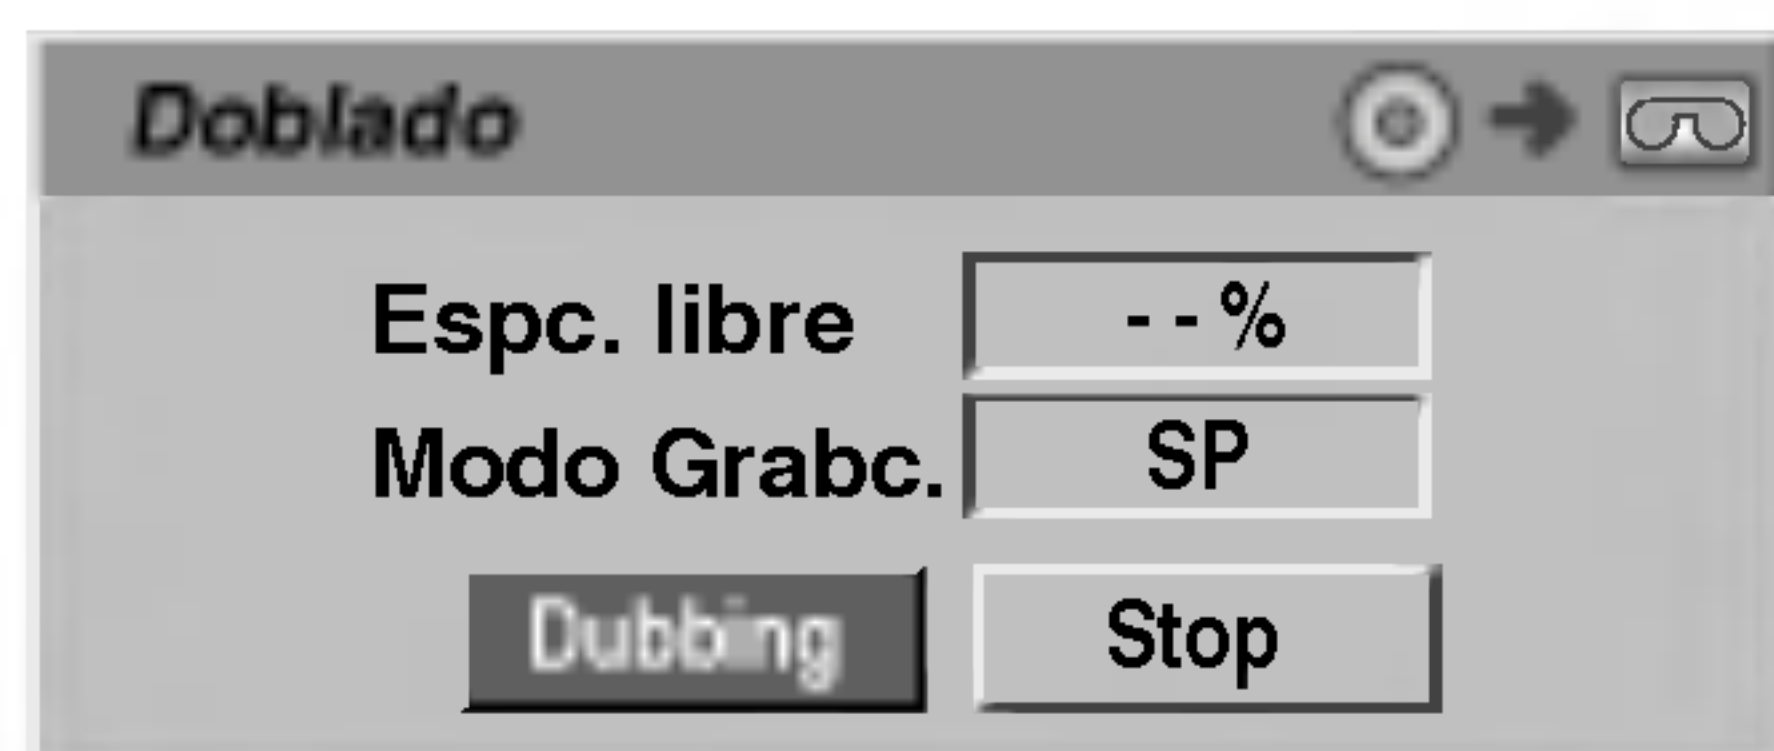 Doblado
Espc. libre - - %
Modo Grabc. SP
Dubbing Stop